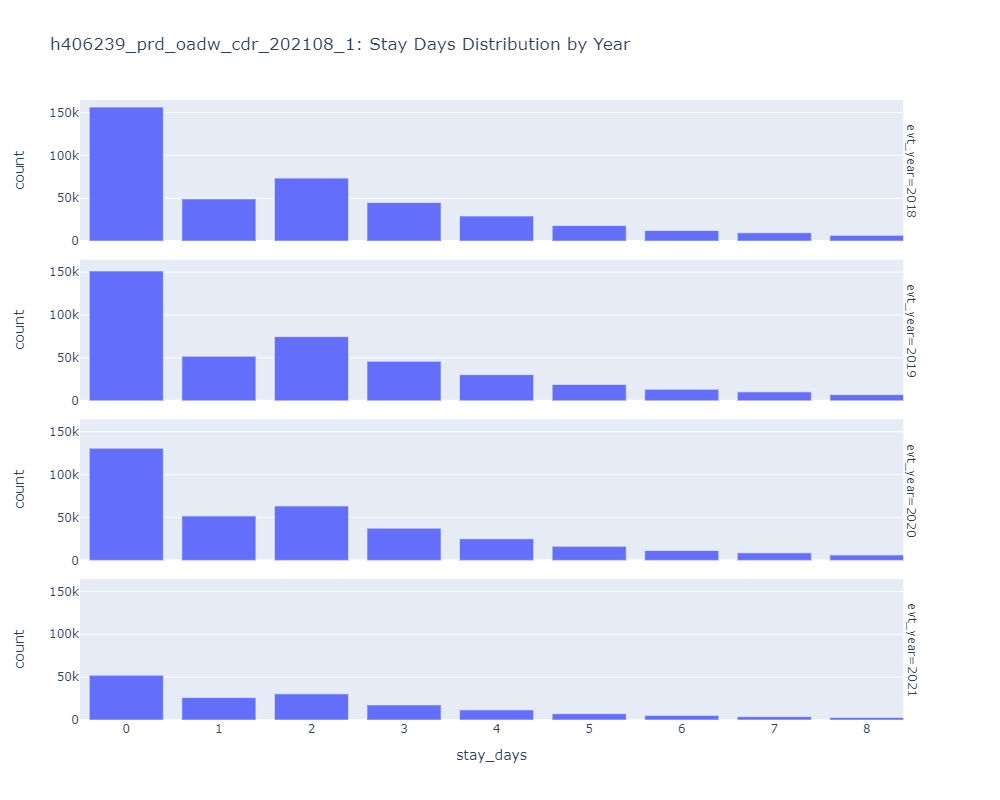 h406239_prd_oadw_cdr_202108_1: Stay Days Distribution by Year
150k
100k
50k
0
count
evt_year=2018
150k
100k
50k
0
count
evt_year=2019
150k
100k
50k
0
count
evt_year=2020
150k
100k
50k
0
count
evt_year=2021
0 1 2 3 4 5 6 7 8
stay_days